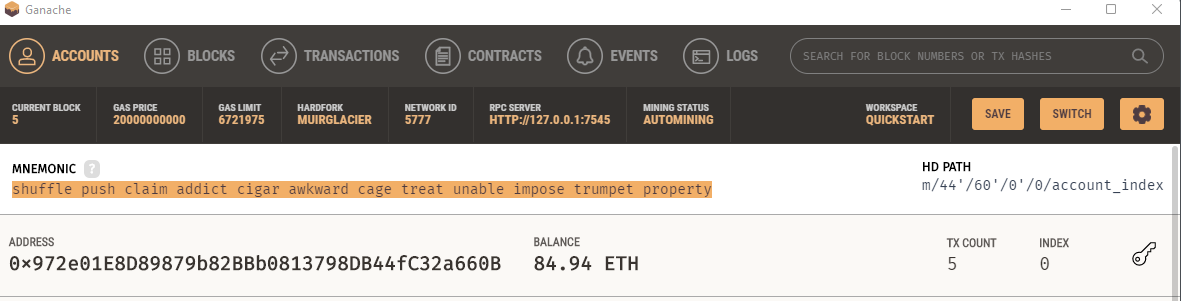 Ganache
ACCOUNTS BLOCKS TRANSACTIONS CONTRACTS EVENTS LOGS SEARCH FOR BLOCK NUMBERS OR TX HASHES
CURRENT BLOCK GAS PRICE GAS LIMIT HARDFORK NETWORK ID RPC SERVER MINING STATUS WORKSPACE
5 20000000000 6721975 MUIRGLACIER 5777 HTTP://127.0.0.1:7545 AUTOMINING QUICKSTART SAVE SWITCH
MNEMONIC ? HD PATH
shuffle push claim addict cigar awkward cage treat unable impose trumpet property m/44'/60'/0'/0/account_index
ADDRESS BALANCE TX COUNT INDEX
0×972e01E8D89879b82BBb0813798DB44fC32a660B 84.94 ETH 5 0